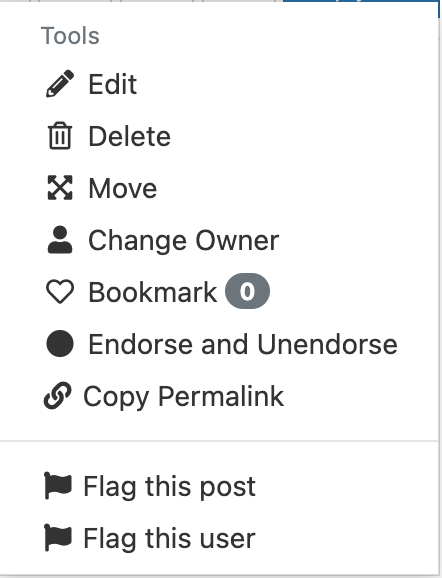 Tools
Edit
Delete
Move
Change Owner
Bookmark 0
Endorse and Unendorse
Copy Permalink
Flag this post
Flag this user